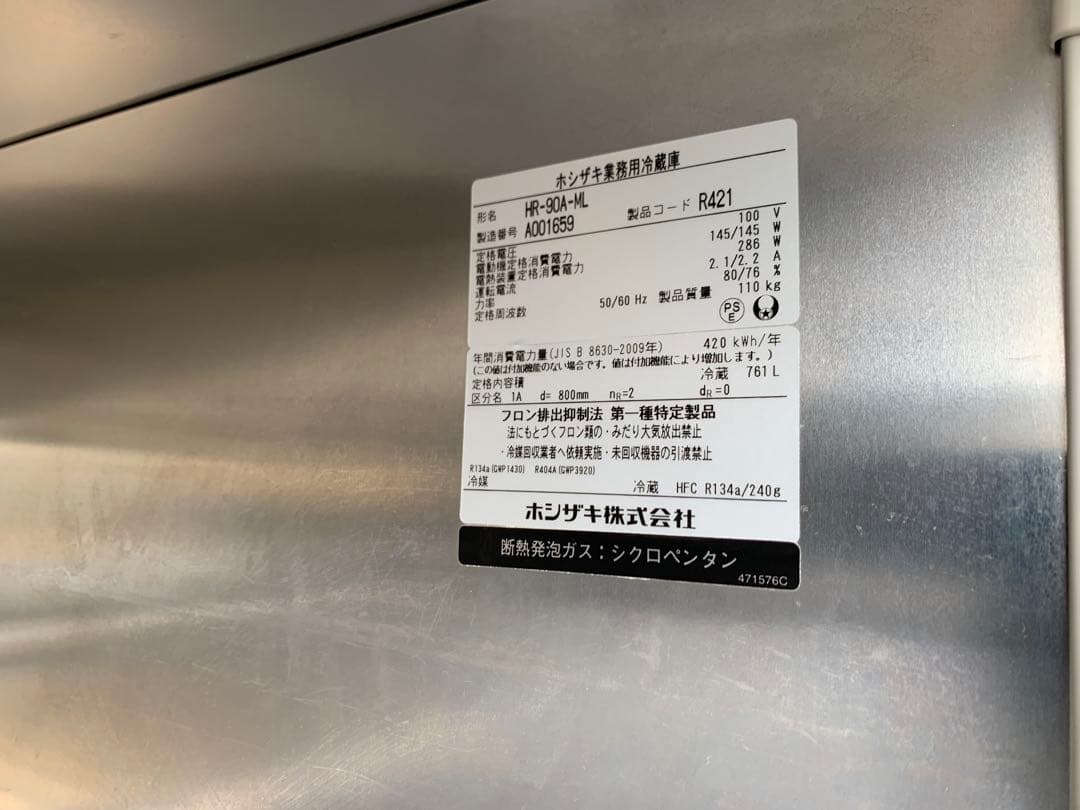 ホシザキ業務用冷蔵庫
形名 HR-90A-ML
製造番号 A001659 製品コード R421
定格電圧 100 V
電動機定格消費電力 145/145 W
電熱装置定格消費電力 286 W
運転電流 2.1/2.2 A
力率 80/76 %
定格周波数 50/60 Hz 製品質量 110 kg
PS E
年間消費電力量(JIS B 8630-2009年) 420 kWh/年
(この値は付加機能のない場合です。値は付加機能により増加します。)
定格内容積 冷蔵 761 L
区分名 1A d= 800mm nR=2 dR=0
フロン排出抑制法 第一種特定製品
法にもとづくフロン類の・みだり大気放出禁止
・冷媒回収業者へ依頼実施・未回収機器の引渡禁止
R134a(GWP1430) R404A(GWP3920)
冷媒 冷蔵 HFC R134a/240g
ホシザキ株式会社
断熱発泡ガス：シクロペンタン
471576C